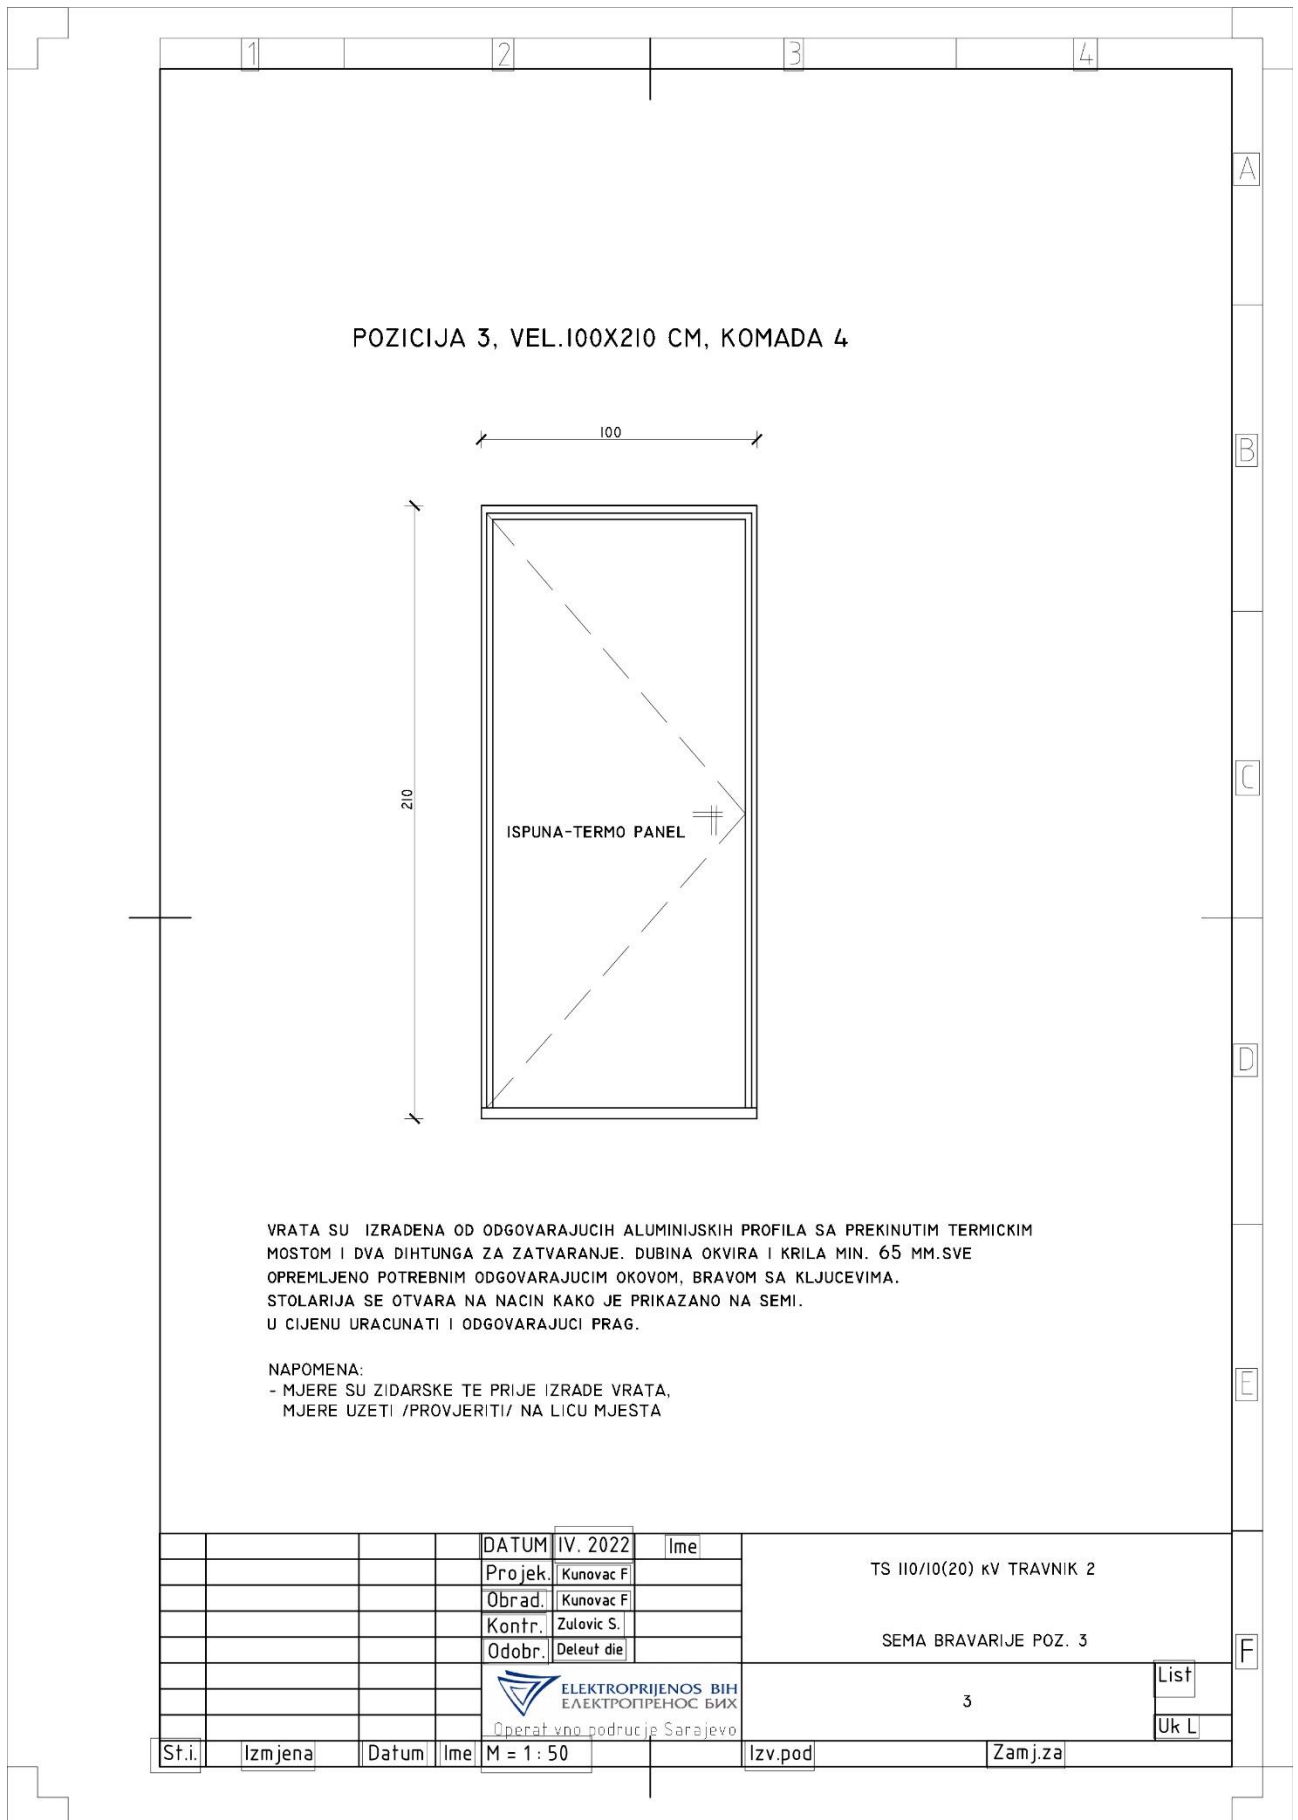 1 2 3 4
A
B
C
D
E
F
POZICIJA 3, VEL.100X210 CM, KOMADA 4
100
210
ISPUNA-TERMO PANEL
VRATA SU IZRADENA OD ODGOVARAJUCIH ALUMINIJSKIH PROFILA SA PREKINUTIM TERMICKIM
MOSTOM I DVA DIHTUNGA ZA ZATVARANJE. DUBINA OKVIRA I KRILA MIN. 65 MM.SVE
OPREMLJENO POTREBNIM ODGOVARAJUCIM OKOVOM, BRAVOM SA KLJUCEVIMA.
STOLARIJA SE OTVARA NA NACIN KAKO JE PRIKAZANO NA SEMI.
U CIJENU URACUNATI I ODGOVARAJUCI PRAG.
NAPOMENA:
- MJERE SU ZIDARSKE TE PRIJE IZRADE VRATA,
MJERE UZETI /PROVJERITI/ NA LICU MJESTA
DATUM IV. 2022 Ime
Projek. Kunovac F
Obrad. Kunovac F
Kontr. Zulovic S.
Odobr. Deleut die
TS 110/10(20) кV TRAVNIK 2
SEMA BRAVARIJE POZ. 3
ELEKTROPRIJENOS BIH
ЕЛЕКТРОПРЕНОС БИХ
Operat vno podrucje Sarajevo
3
List
Uk L
St.i. Izmjena Datum Ime M = 1 : 50 Izv.pod Zamj.za